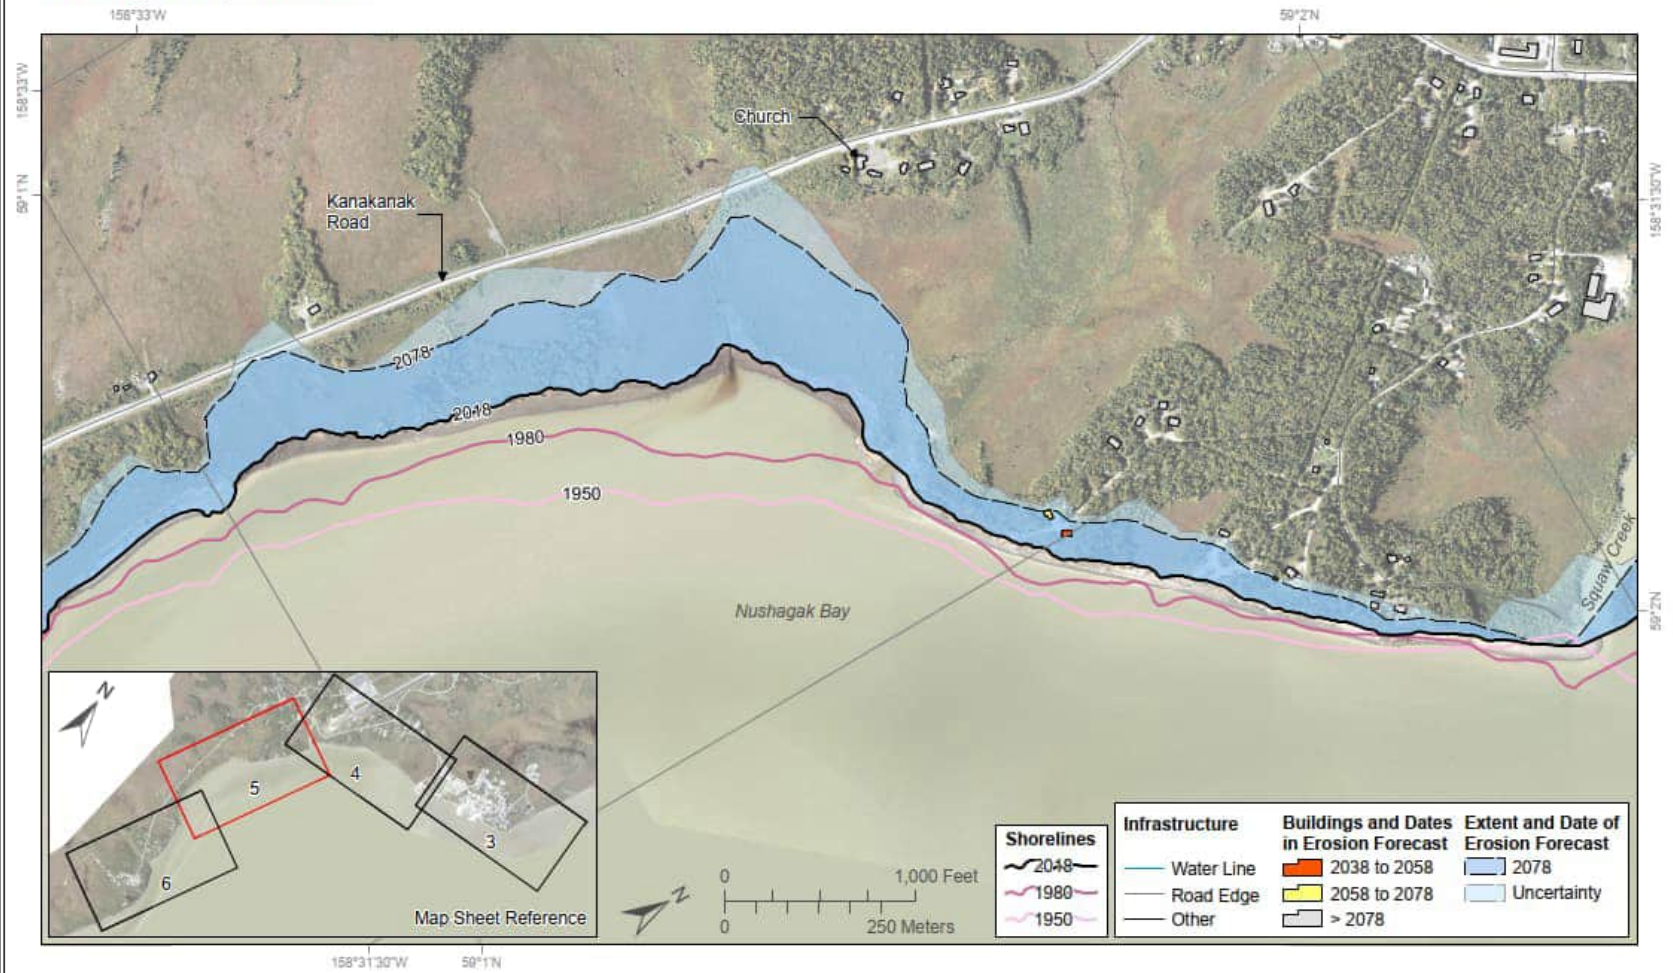 158°33'W
59°2'N
158°33'W
59°1'N
158°31'30"W
59°2'N
Church
Kanakanak
Road
2078
2018
1980
1950
Nushagak Bay
Squaw Creek
N
5
4
3
6
Map Sheet Reference
158°31'30"W
59°1'N
N
0
1,000 Feet
0
250 Meters
Shorelines
2018
1980
1950
Infrastructure
Water Line
Road Edge
Other
Buildings and Dates
in Erosion Forecast
2038 to 2058
2058 to 2078
> 2078
Extent and Date of
Erosion Forecast
2078
Uncertainty